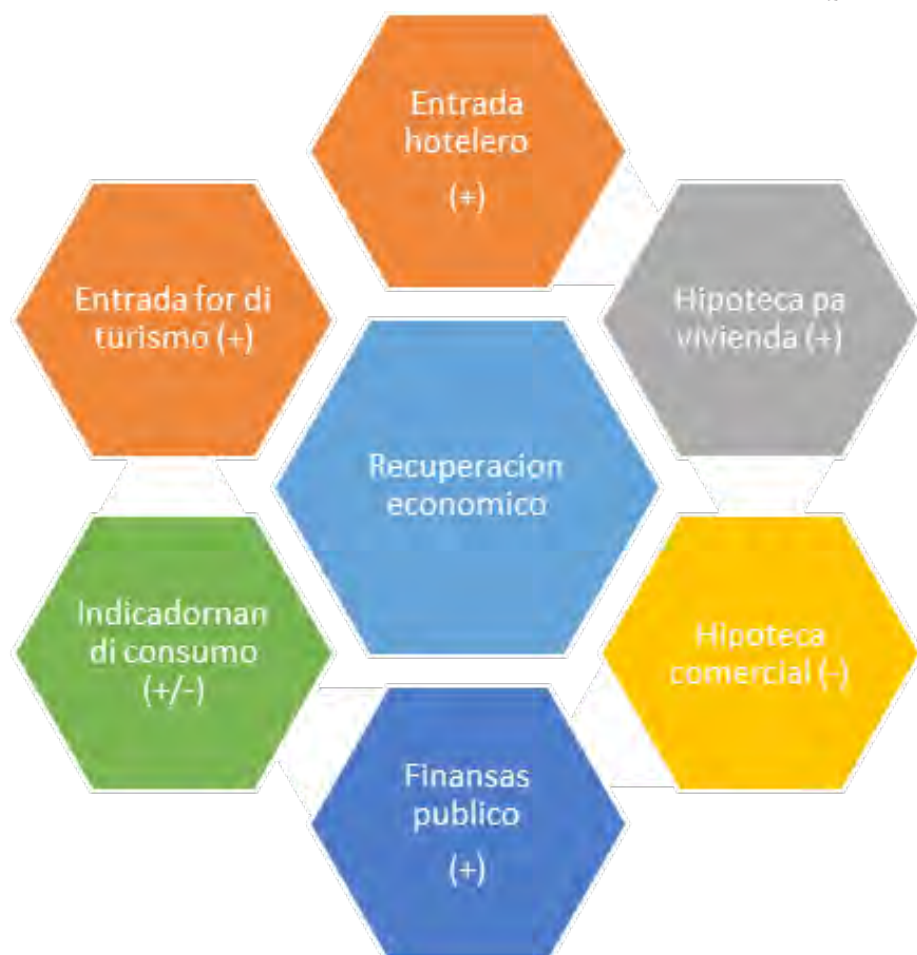 Entrada
hotelero
(+)
Entrada for di
turismo (+)
Hipoteca pa
vivienda (+)
Recuperacion
economico
Indicadornan
di consumo
(+/-)
Hipoteca
comercial (-)
Finansas
publico
(+)